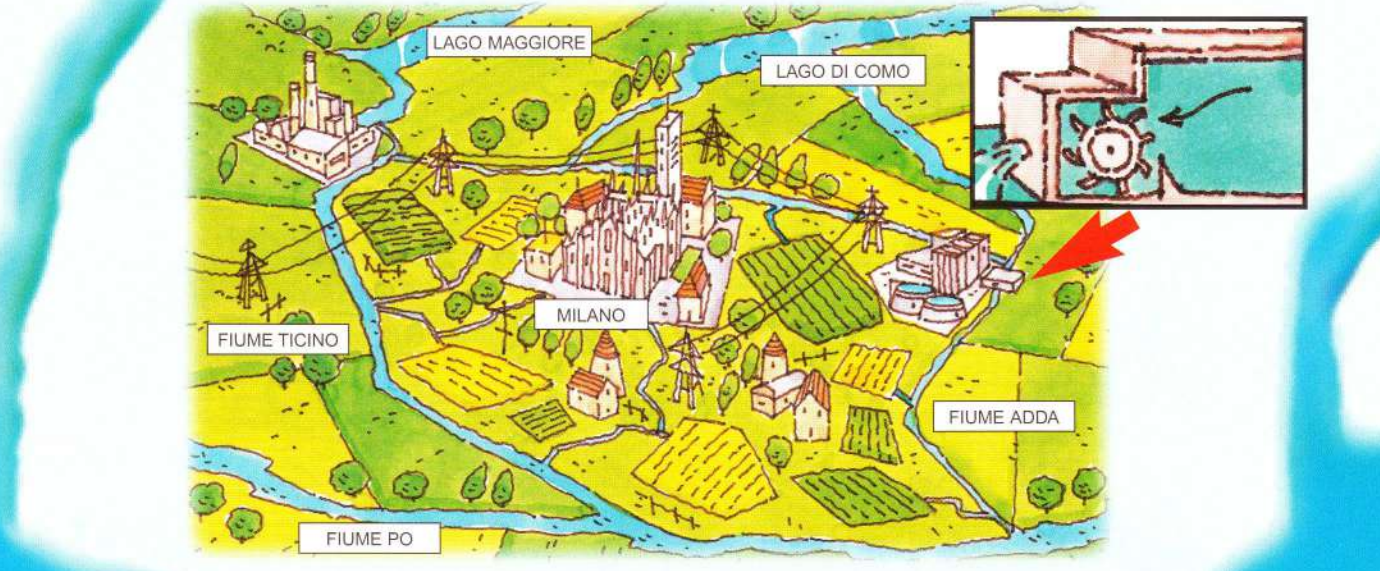 LAGO MAGGIORE
LAGO DI COMO
MILANO
FIUME TICINO
FIUME ADDA
FIUME PO